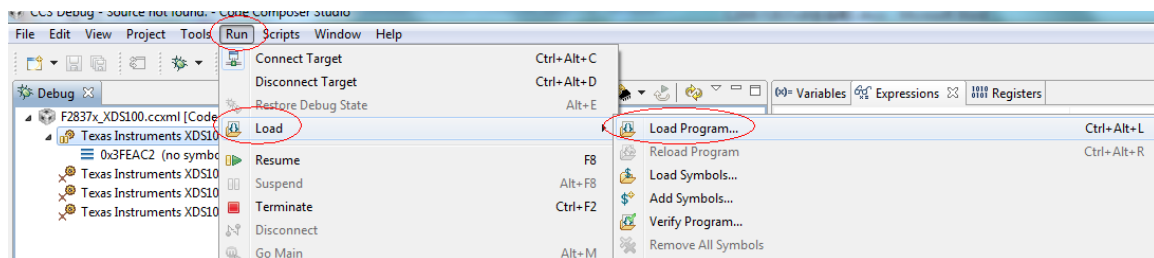 CCS Debug - Source not found. - Code Composer Studio
File Edit View Project Tools Run Scripts Window Help
Connect Target Ctrl+Alt+C
Disconnect Target Ctrl+Alt+D
Debug
Restore Debug State Alt+E
(x)= Variables Expressions Registers
F2837x_XDS100.ccxml [Code
Load
Load Program... Ctrl+Alt+L
Texas Instruments XDS10
Reload Program Ctrl+Alt+R
0x3FEAC2 (no symbo
Resume F8
Load Symbols...
Texas Instruments XDS10
Suspend Alt+F8
Add Symbols...
Texas Instruments XDS10
Terminate Ctrl+F2
Verify Program...
Texas Instruments XDS10
Disconnect
Remove All Symbols
Go Main Alt+M